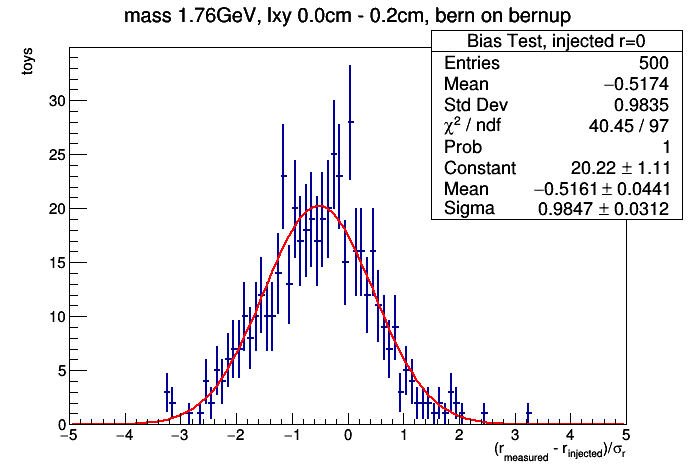 mass 1.76GeV, lxy 0.0cm - 0.2cm, bern on bernup
toys
Bias Test, injected r=0
Entries 500
Mean −0.5174
Std Dev 0.9835
χ² / ndf 40.45 / 97
Prob 1
Constant 20.22 ± 1.11
Mean −0.5161 ± 0.0441
Sigma 0.9847 ± 0.0312
30
25
20
15
10
5
0
−5 −4 −3 −2 −1 0 1 2 3 4 5
(r_measured - r_injected)/σ_r